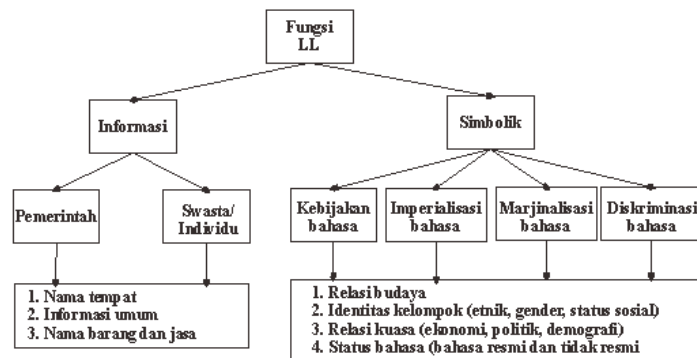 Fungsi
LL
Informasi
Simbolik
Pemerintah
Swasta/
Individu
Kebijakan
bahasa
Imperialisasi
bahasa
Marjinalisasi
bahasa
Diskriminasi
bahasa
1. Nama tempat
2. Informasi umum
3. Nama barang dan jasa
1. Relasi budaya
2. Identitas kelompok (etnik, gender, status sosial)
3. Relasi kuasa (ekonomi, politik, demografi)
4. Status bahasa (bahasa resmi dan tidak resmi